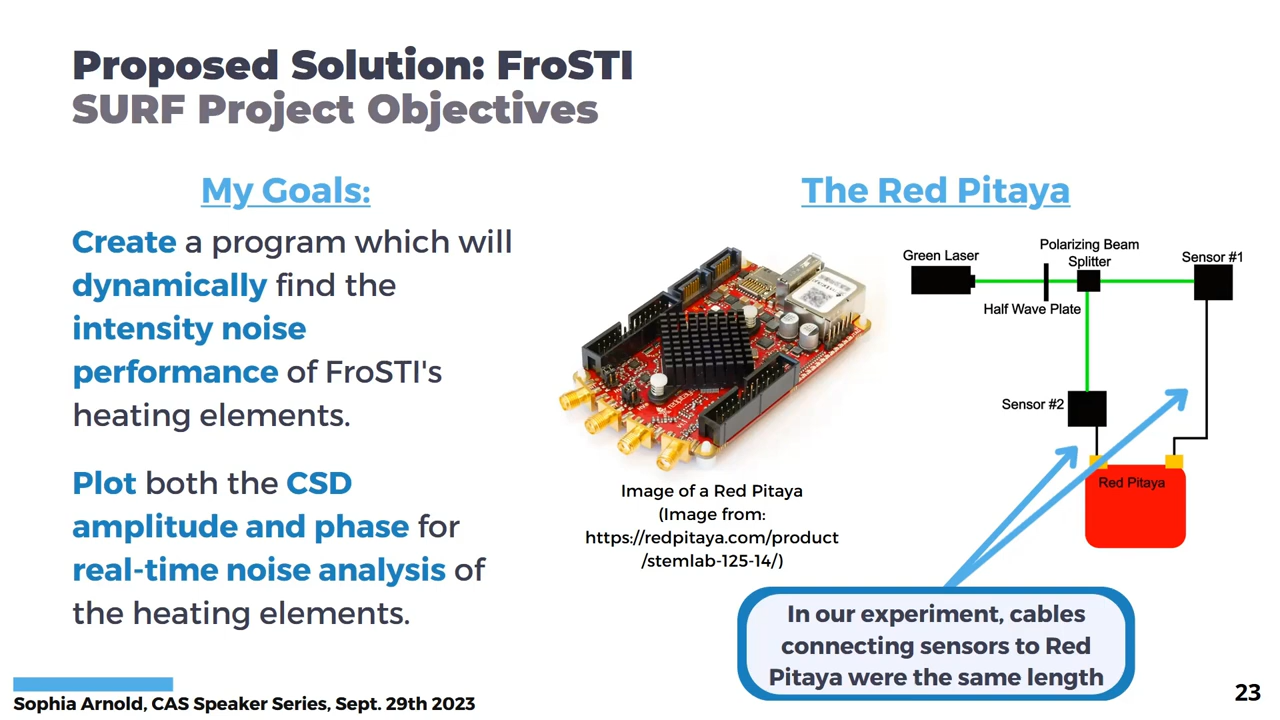 Proposed Solution: FroSTI
SURF Project Objectives
My Goals:
Create a program which will
dynamically find the
intensity noise
performance of FroSTI's
heating elements.
Plot both the CSD
amplitude and phase for
real-time noise analysis of
the heating elements.
The Red Pitaya
Image of a Red Pitaya
(Image from:
https://redpitaya.com/product
/stemlab-125-14/)
Green Laser
Polarizing Beam
Splitter
Sensor #1
Half Wave Plate
Sensor #2
Red Pitaya
In our experiment, cables
connecting sensors to Red
Pitaya were the same length
Sophia Arnold, CAS Speaker Series, Sept. 29th 2023
23